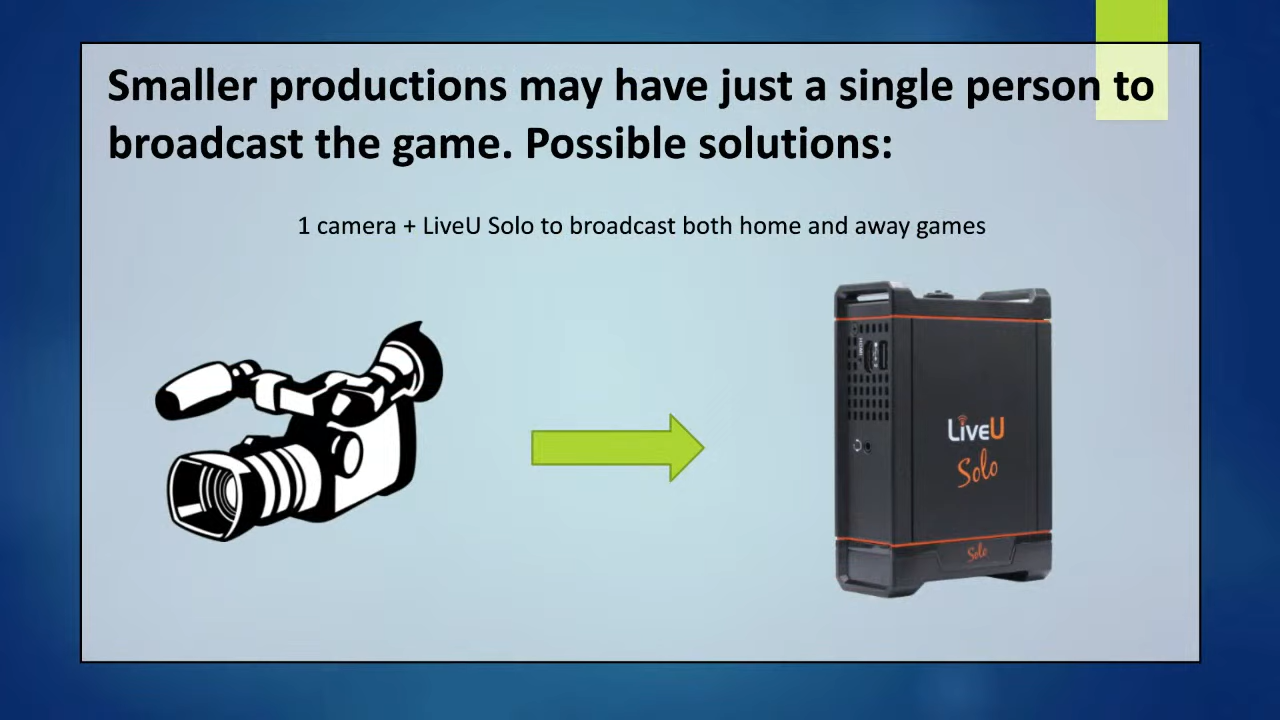 Smaller productions may have just a single person to
broadcast the game. Possible solutions:
1 camera + LiveU Solo to broadcast both home and away games
LiveU
Solo
Solo